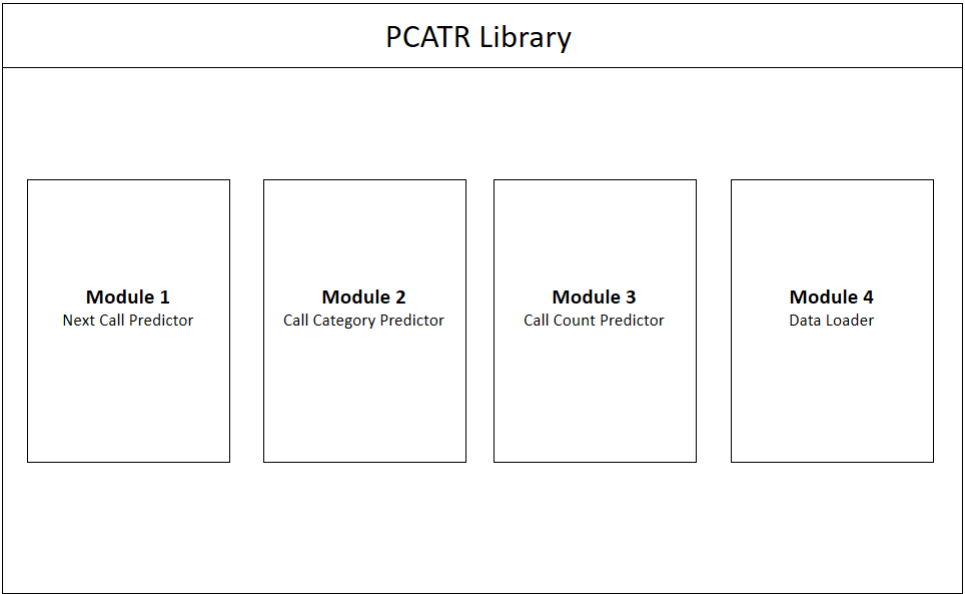 PCATR Library
Module 1
Next Call Predictor
Module 2
Call Category Predictor
Module 3
Call Count Predictor
Module 4
Data Loader